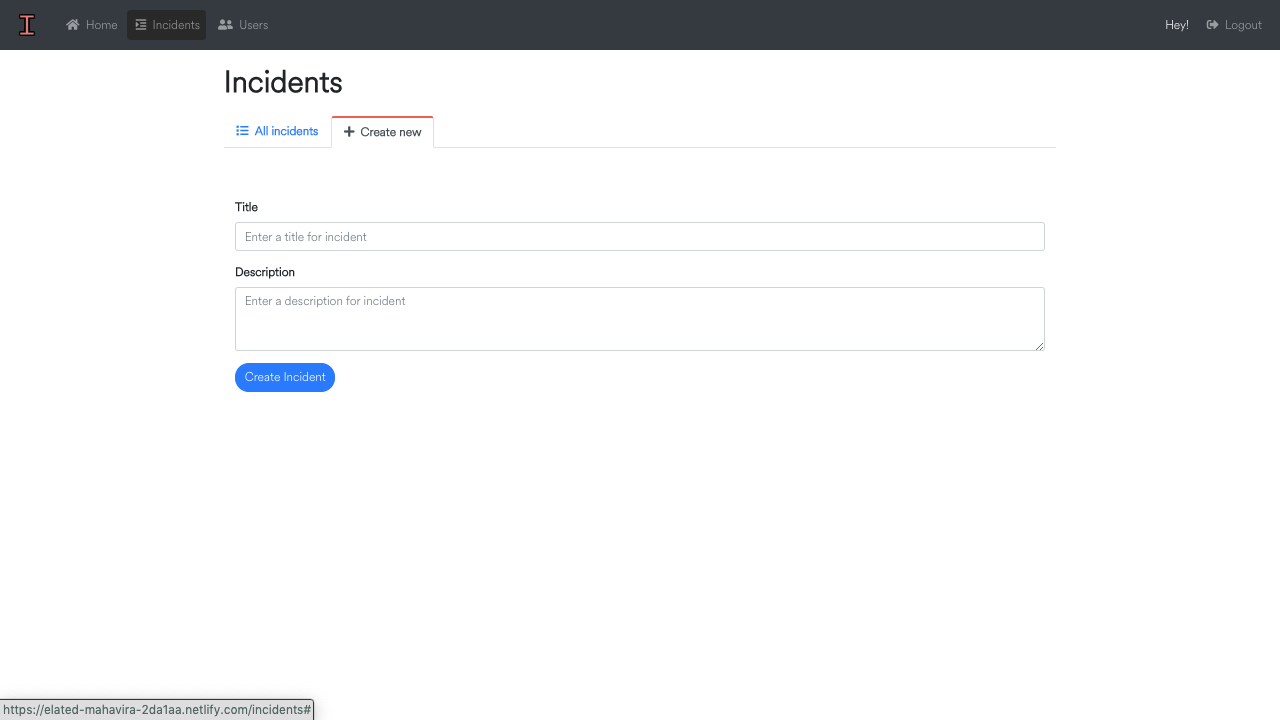 I Home Incidents Users Hey! Logout
Incidents
All incidents Create new
Title
Enter a title for incident
Description
Enter a description for incident
Create Incident
https://elated-mahavira-2da1aa.netlify.com/incidents#